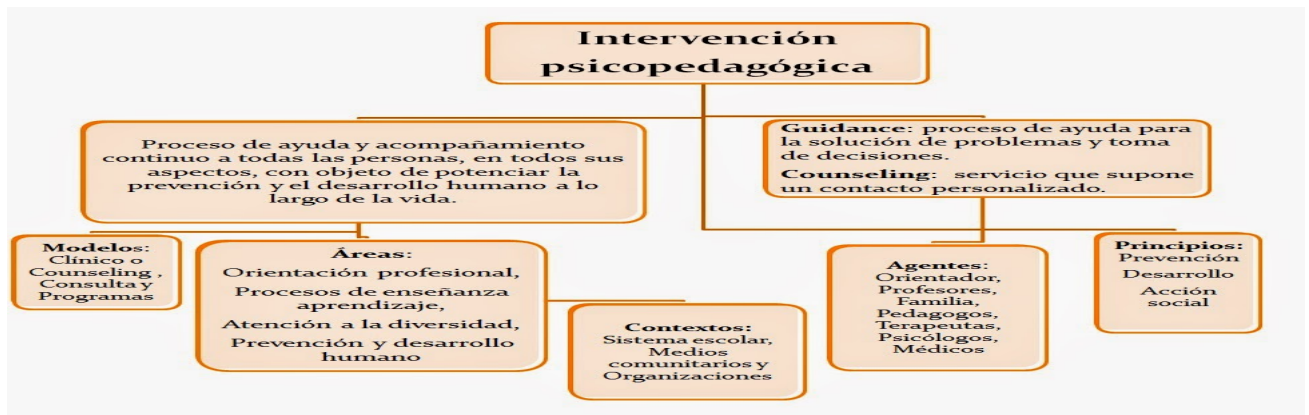 Intervención
psicopedagógica
Proceso de ayuda y acompañamiento
continuo a todas las personas, en todos sus
aspectos, con objeto de potenciar la
prevención y el desarrollo humano a lo
largo de la vida.
Guidance: proceso de ayuda para
la solución de problemas y toma
de decisiones.
Counseling: servicio que supone
un contacto personalizado.
Modelos:
Clínico o
Counseling ,
Consulta y
Programas
Áreas:
Orientación profesional,
Procesos de enseñanza
aprendizaje,
Atención a la diversidad,
Prevención y desarrollo
humano
Contextos:
Sistema escolar,
Medios
comunitarios y
Organizaciones
Agentes:
Orientador,
Profesores,
Familia,
Pedagogos,
Terapeutas,
Psicólogos,
Médicos
Principios:
Prevención
Desarrollo
Acción
social